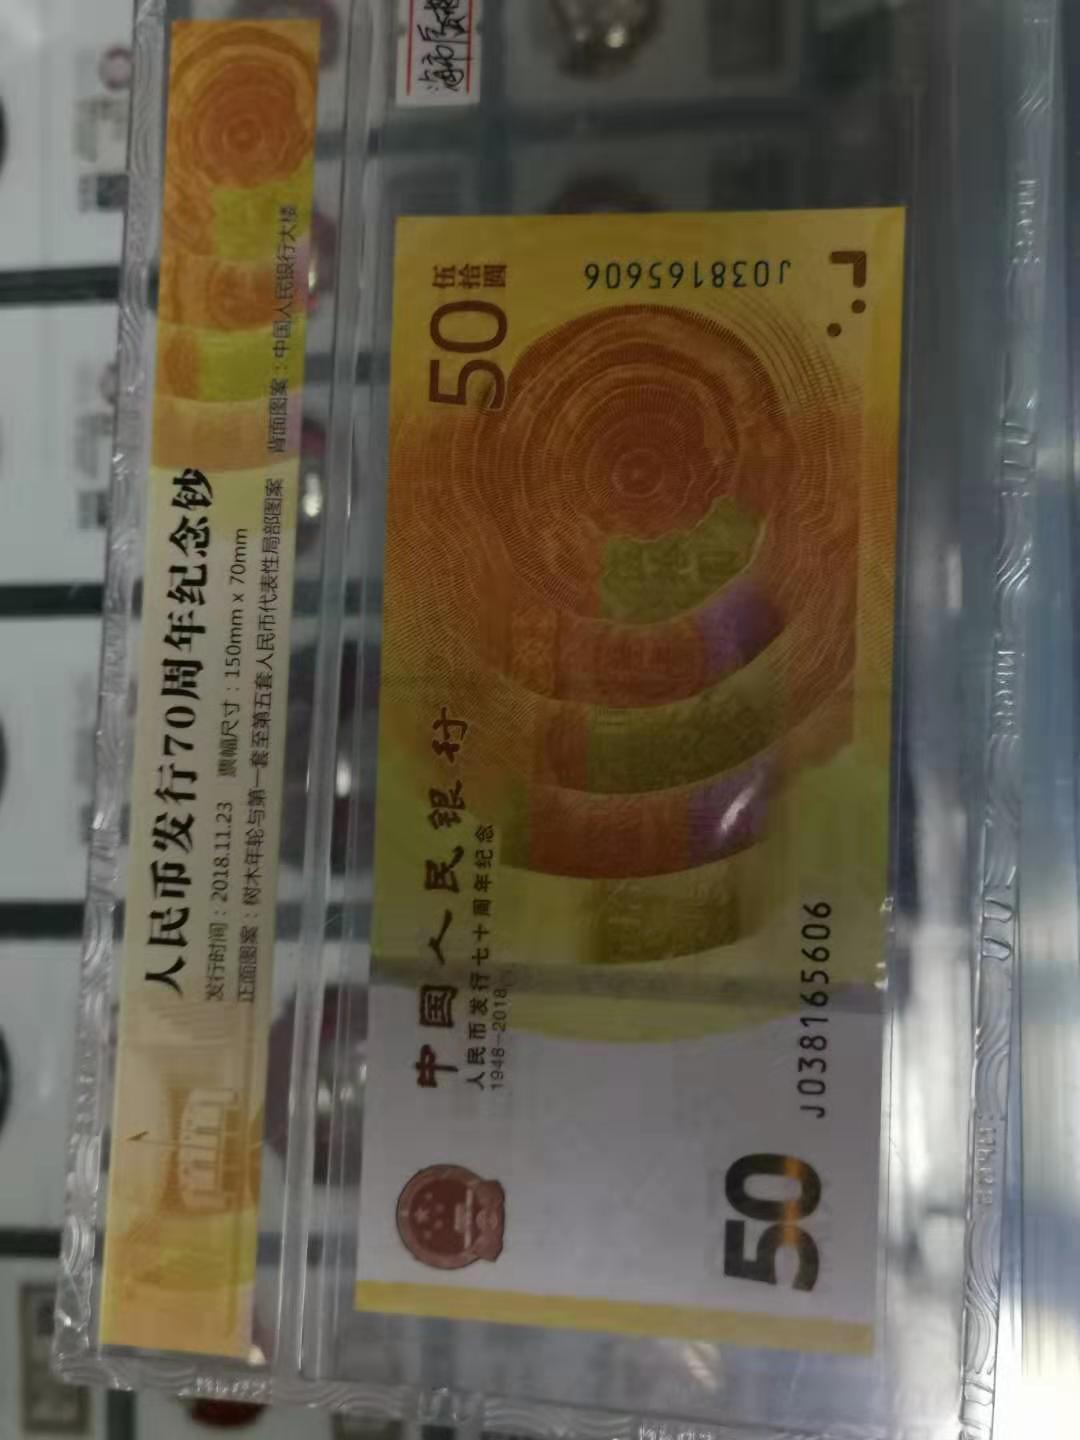 人民币发行70周年纪念钞
发行时间：2018.11.23 票幅尺寸：150mm x 70mm
正面图案：树木年轮与第一套至第五套人民币代表性局部图案 背面图案：中国人民银行大楼
中国人民银行
人民币发行七十周年纪念
1948-2018
50
伍拾圆
J038165606
J038165606
50